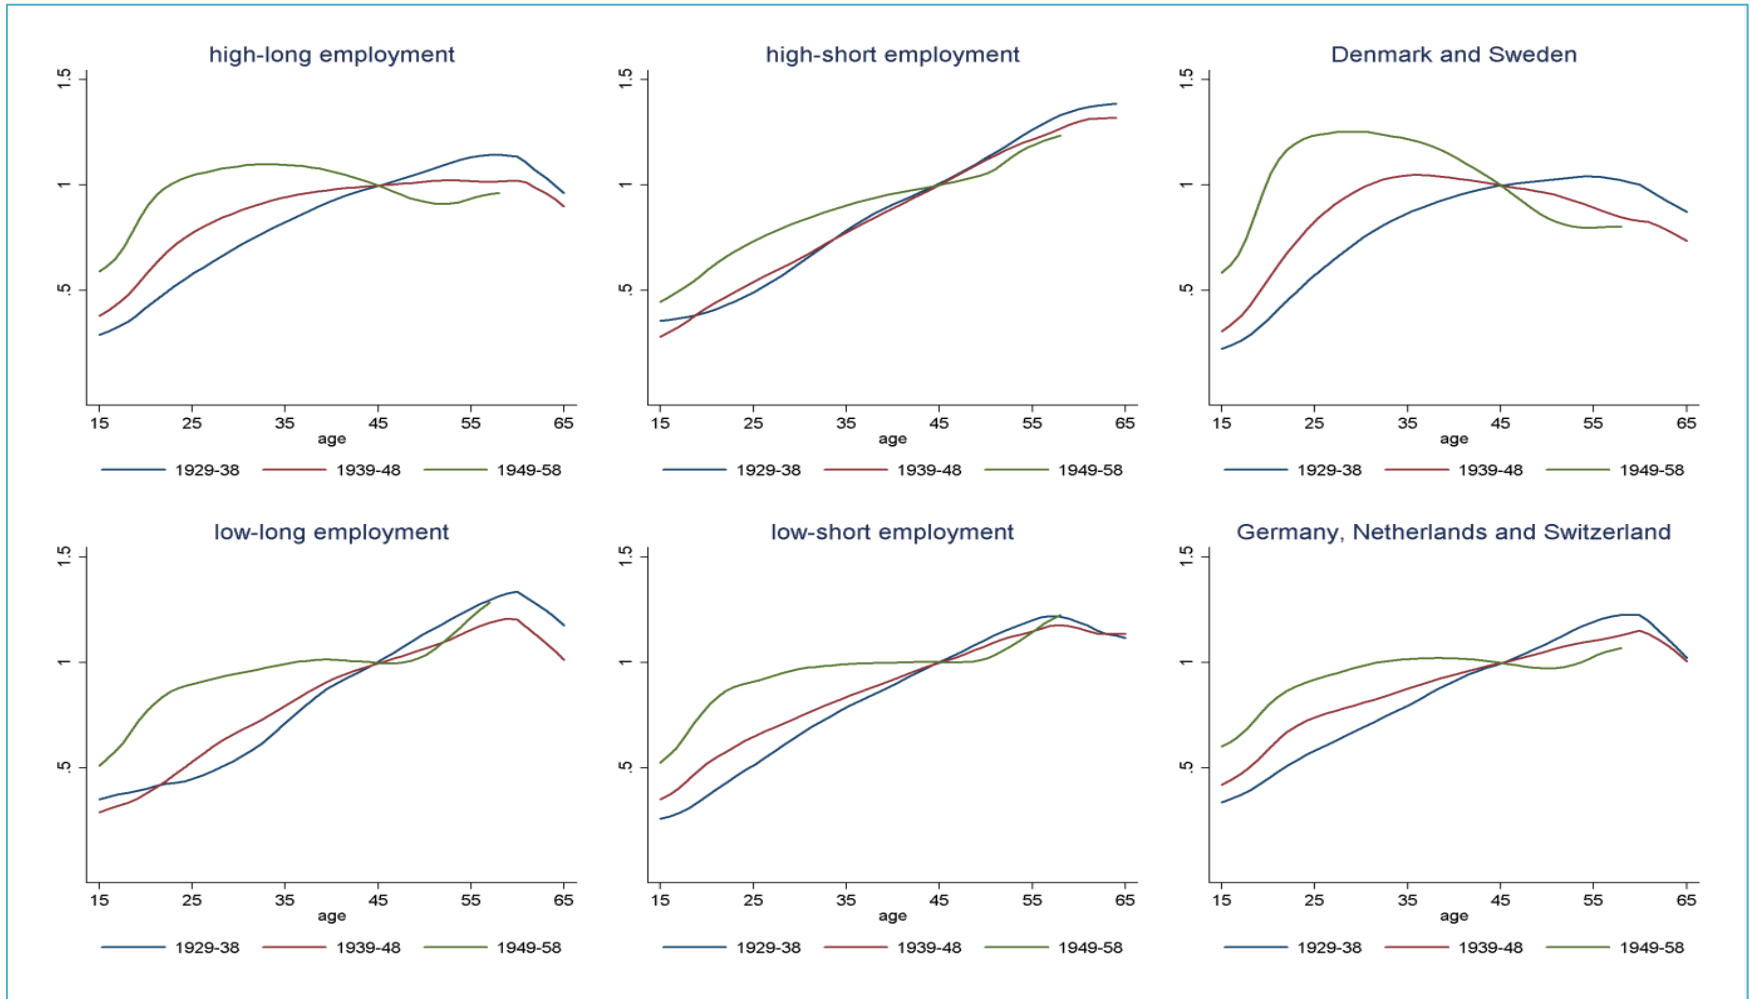 high-long employment
1.5
1
.5
15 25 35 45 55 65
age
1929-38 1939-48 1949-58
high-short employment
1.5
1
.5
15 25 35 45 55 65
age
1929-38 1939-48 1949-58
Denmark and Sweden
1.5
1
.5
15 25 35 45 55 65
age
1929-38 1939-48 1949-58
low-long employment
1.5
1
.5
15 25 35 45 55 65
age
1929-38 1939-48 1949-58
low-short employment
1.5
1
.5
15 25 35 45 55 65
age
1929-38 1939-48 1949-58
Germany, Netherlands and Switzerland
1.5
1
.5
15 25 35 45 55 65
age
1929-38 1939-48 1949-58